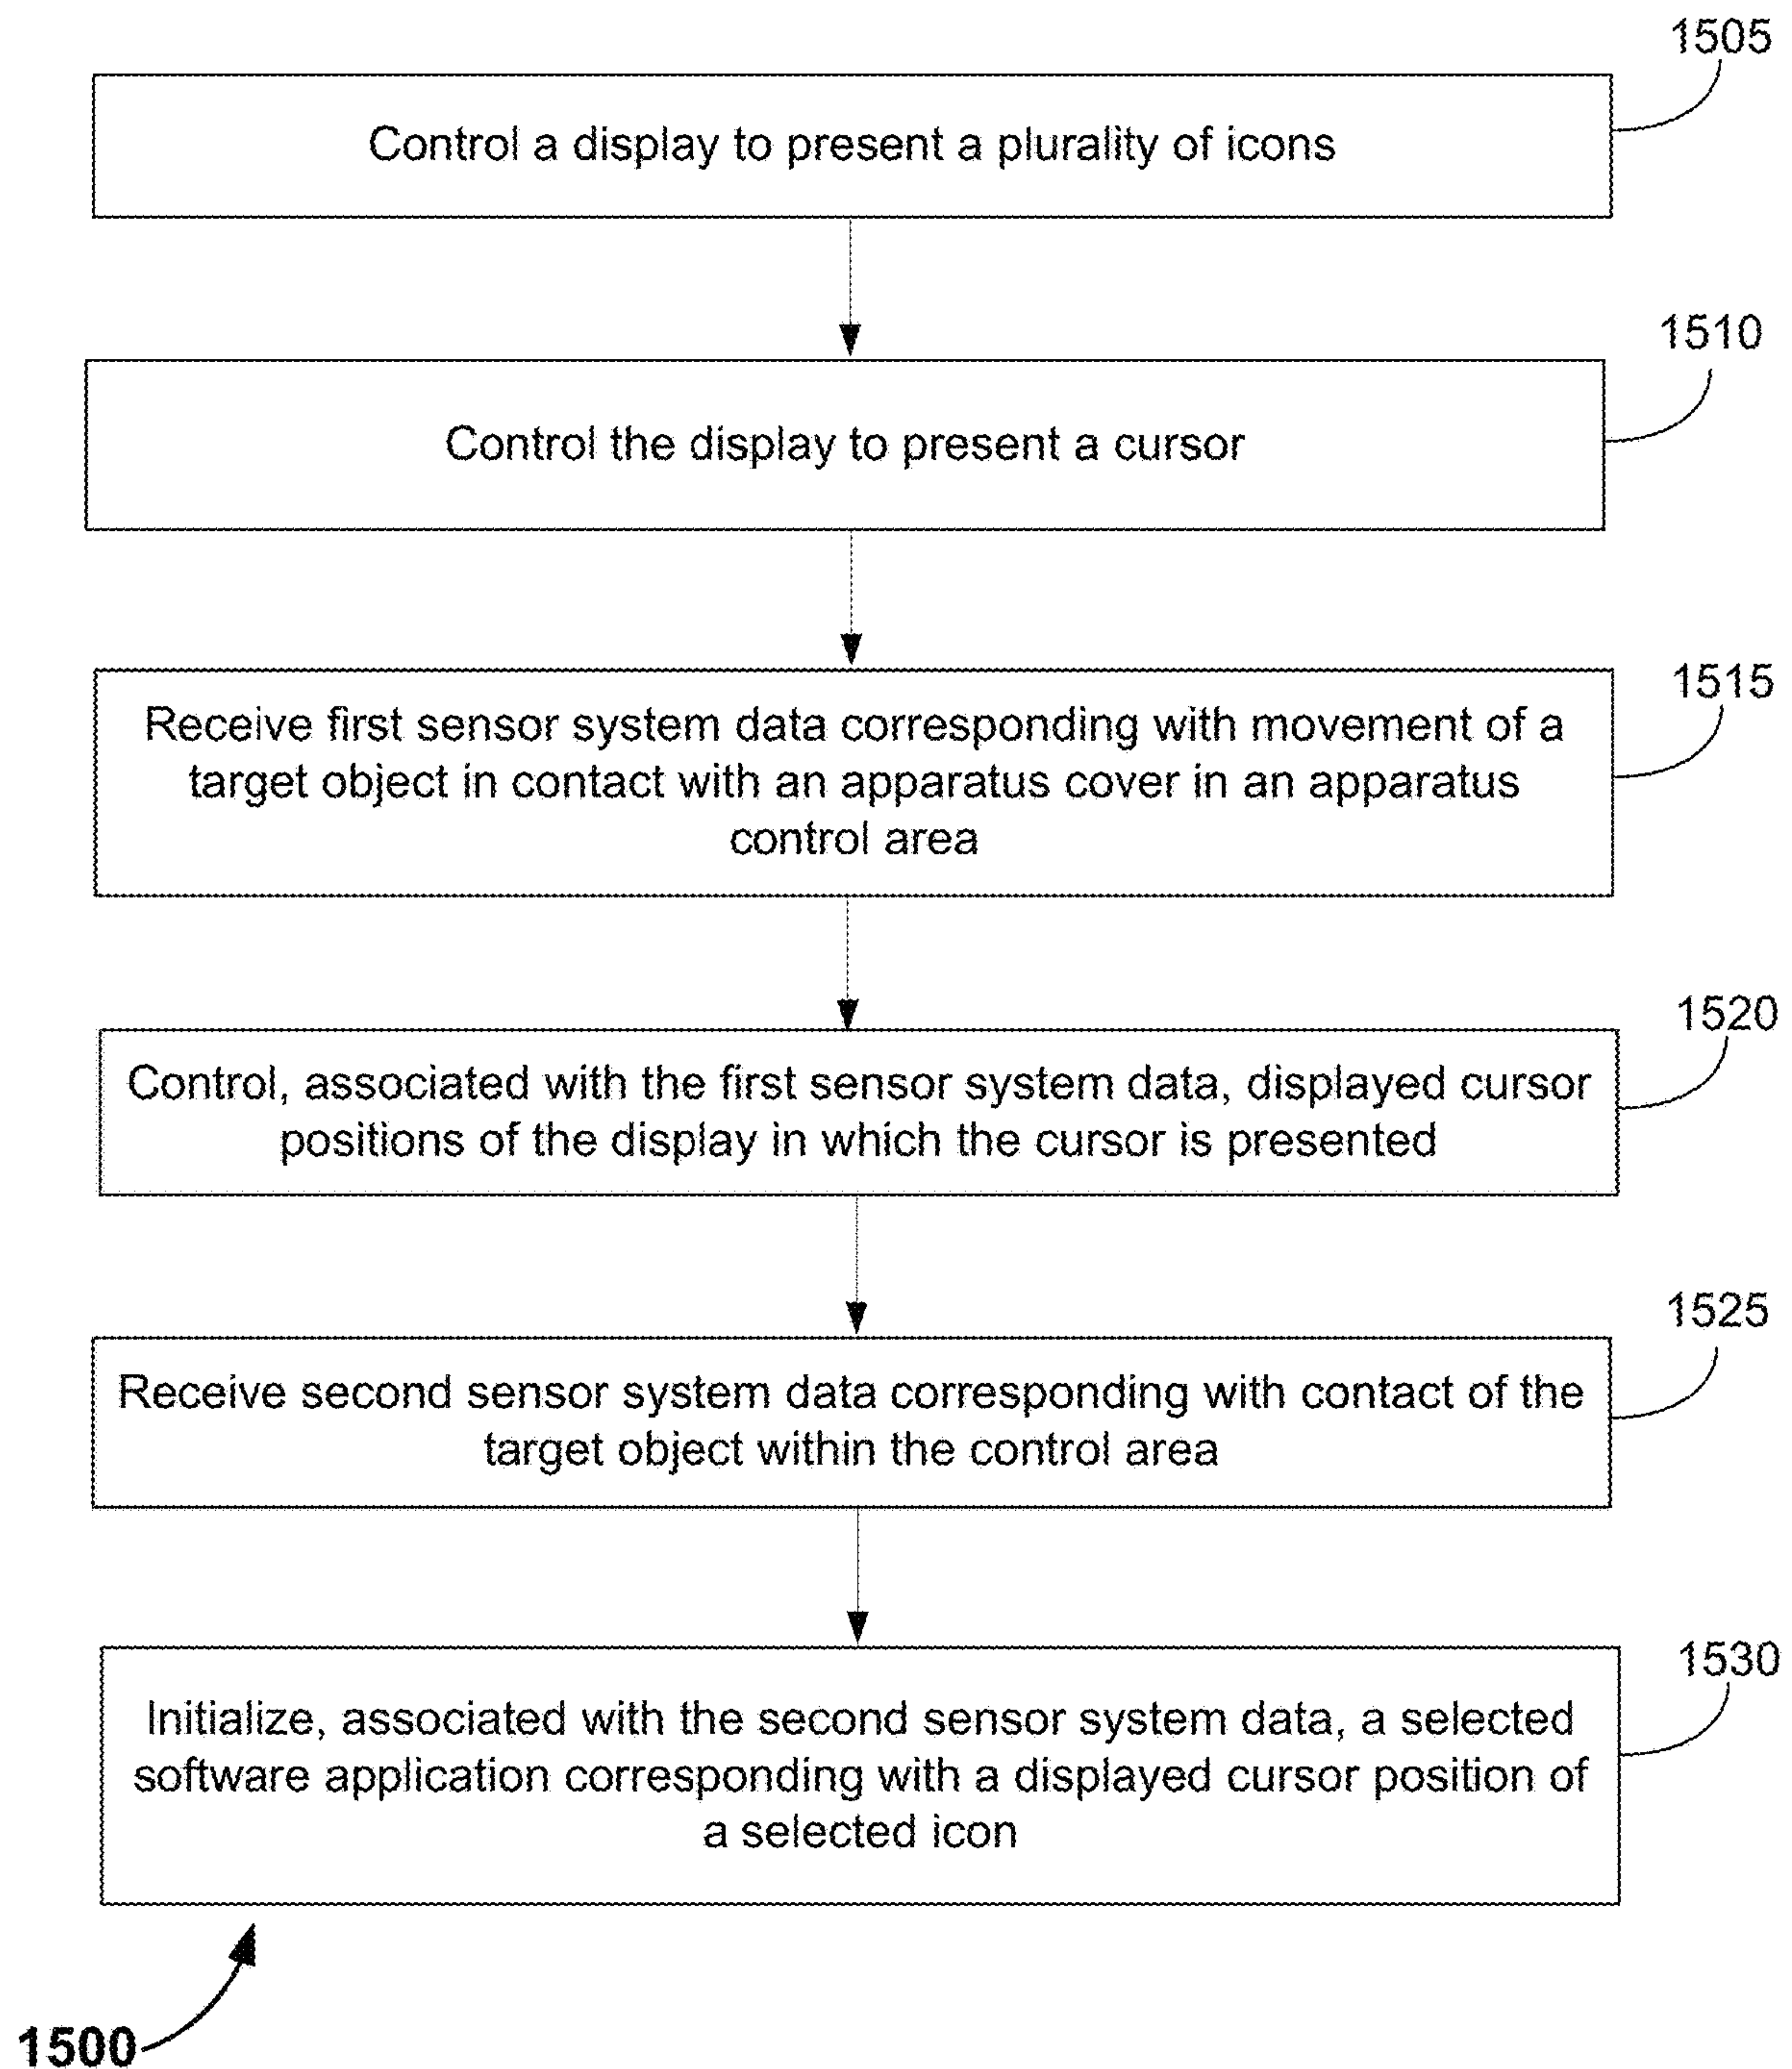 1505
Control a display to present a plurality of icons
1510
Control the display to present a cursor
1515
Receive first sensor system data corresponding with movement of a
target object in contact with an apparatus cover in an apparatus
control area
1520
Control, associated with the first sensor system data, displayed cursor
positions of the display in which the cursor is presented
1525
Receive second sensor system data corresponding with contact of the
target object within the control area
1530
Initialize, associated with the second sensor system data, a selected
software application corresponding with a displayed cursor position of
a selected icon
1500